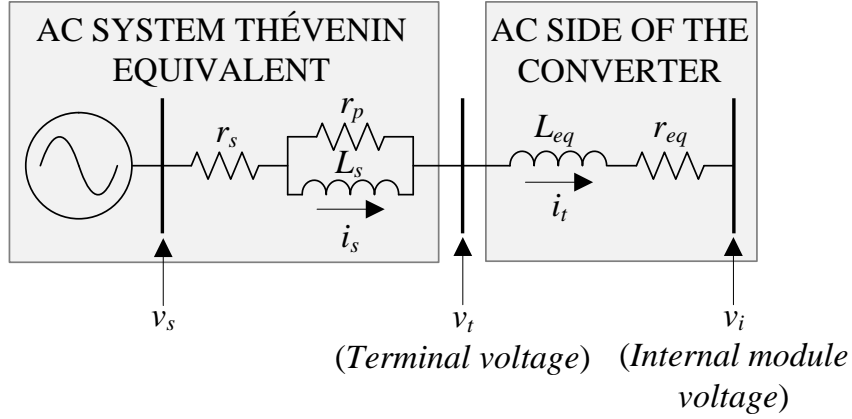 AC SYSTEM THÉVENIN
EQUIVALENT
AC SIDE OF THE
CONVERTER
r_p
r_s
L_s
i_s
L_eq
r_eq
i_t
v_s
v_t
(Terminal voltage)
v_i
(Internal module
voltage)